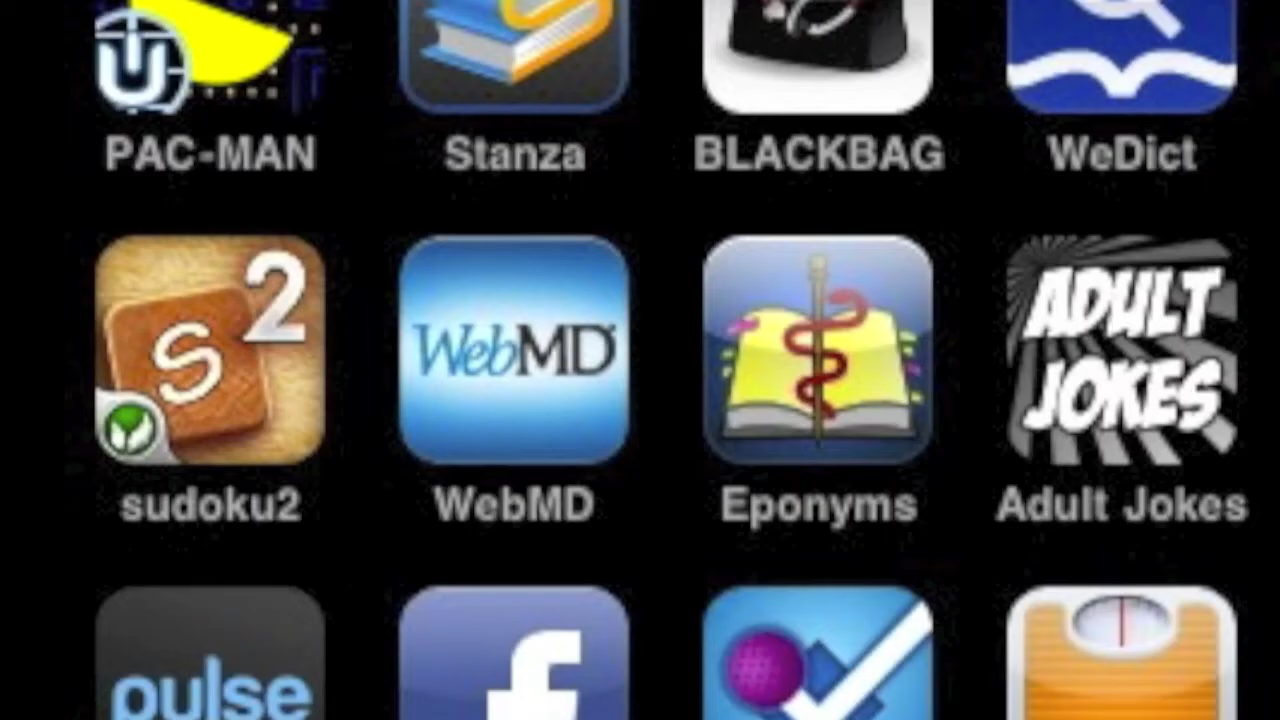 PAC-MAN
Stanza
BLACKBAG
WeDict
S 2
WebMD
ADULT
JOKES
sudoku2
WebMD
Eponyms
Adult Jokes
pulse
f